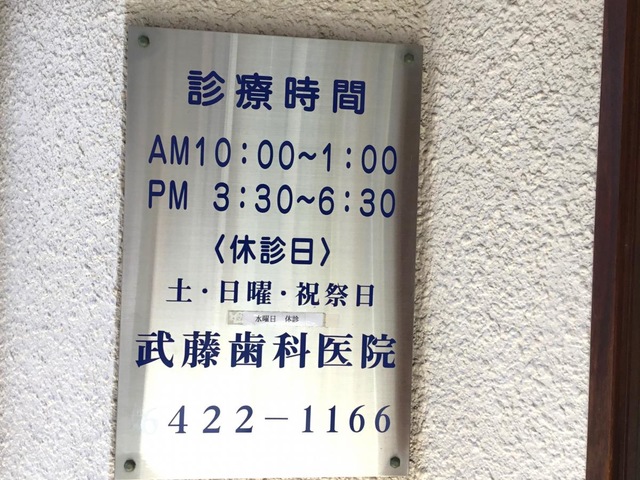 診療時間
AM10:00~1:00
PM 3:30~6:30
〈休診日〉
土・日曜・祝祭日
水曜日 休診
武藤歯科医院
6422-1166